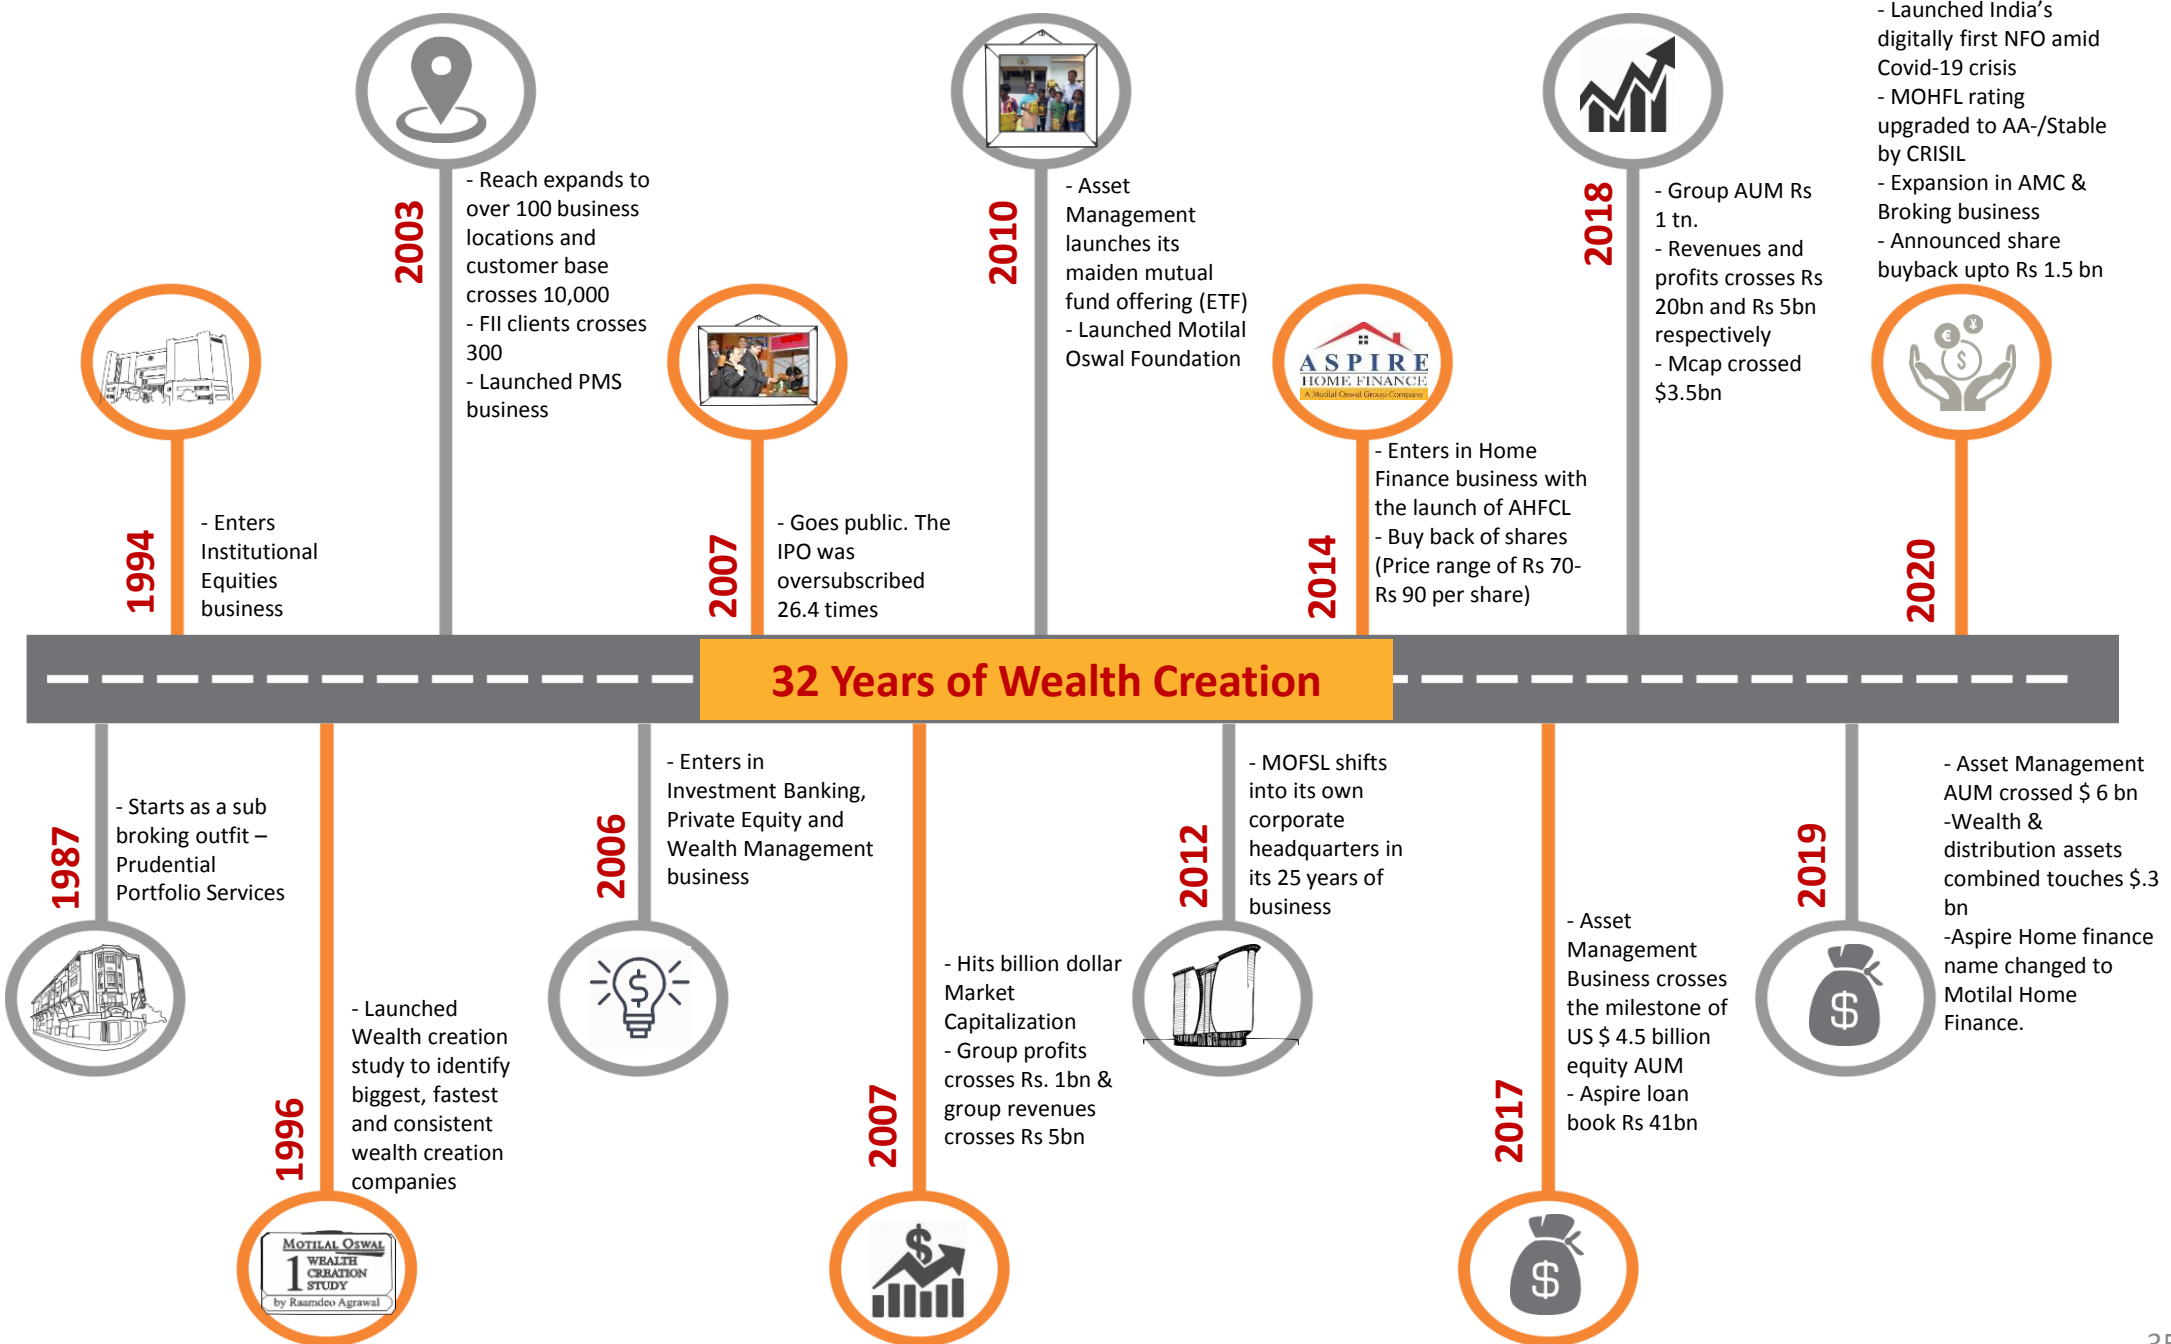 - Launched India's
digitally first NFO amid
Covid-19 crisis
- MOHFL rating
upgraded to AA-/Stable
by CRISIL
- Expansion in AMC &
Broking business
- Announced share
buyback upto Rs 1.5 bn
2003
- Reach expands to
over 100 business
locations and
customer base
crosses 10,000
- FII clients crosses
300
- Launched PMS
business
2010
- Asset
Management
launches its
maiden mutual
fund offering (ETF)
- Launched Motilal
Oswal Foundation
2018
- Group AUM Rs
1 tn.
- Revenues and
profits crosses Rs
20bn and Rs 5bn
respectively
- Mcap crossed
$3.5bn
ASPIRE
HOME FINANCE
A Motilal Oswal Group Company
1994
- Enters
Institutional
Equities
business
2007
- Goes public. The
IPO was
oversubscribed
26.4 times
2014
- Enters in Home
Finance business with
the launch of AHFCL
- Buy back of shares
(Price range of Rs 70-
Rs 90 per share)
2020
32 Years of Wealth Creation
1987
- Starts as a sub
broking outfit –
Prudential
Portfolio Services
1996
- Launched
Wealth creation
study to identify
biggest, fastest
and consistent
wealth creation
companies
MOTILAL OSWAL
1 WEALTH
CREATION
STUDY
by Raamdeo Agrawal
2006
- Enters in
Investment Banking,
Private Equity and
Wealth Management
business
2007
- Hits billion dollar
Market
Capitalization
- Group profits
crosses Rs. 1bn &
group revenues
crosses Rs 5bn
2012
- MOFSL shifts
into its own
corporate
headquarters in
its 25 years of
business
2017
- Asset
Management
Business crosses
the milestone of
US $ 4.5 billion
equity AUM
- Aspire loan
book Rs 41bn
2019
- Asset Management
AUM crossed $ 6 bn
-Wealth &
distribution assets
combined touches $.3
bn
-Aspire Home finance
name changed to
Motilal Home
Finance.
35